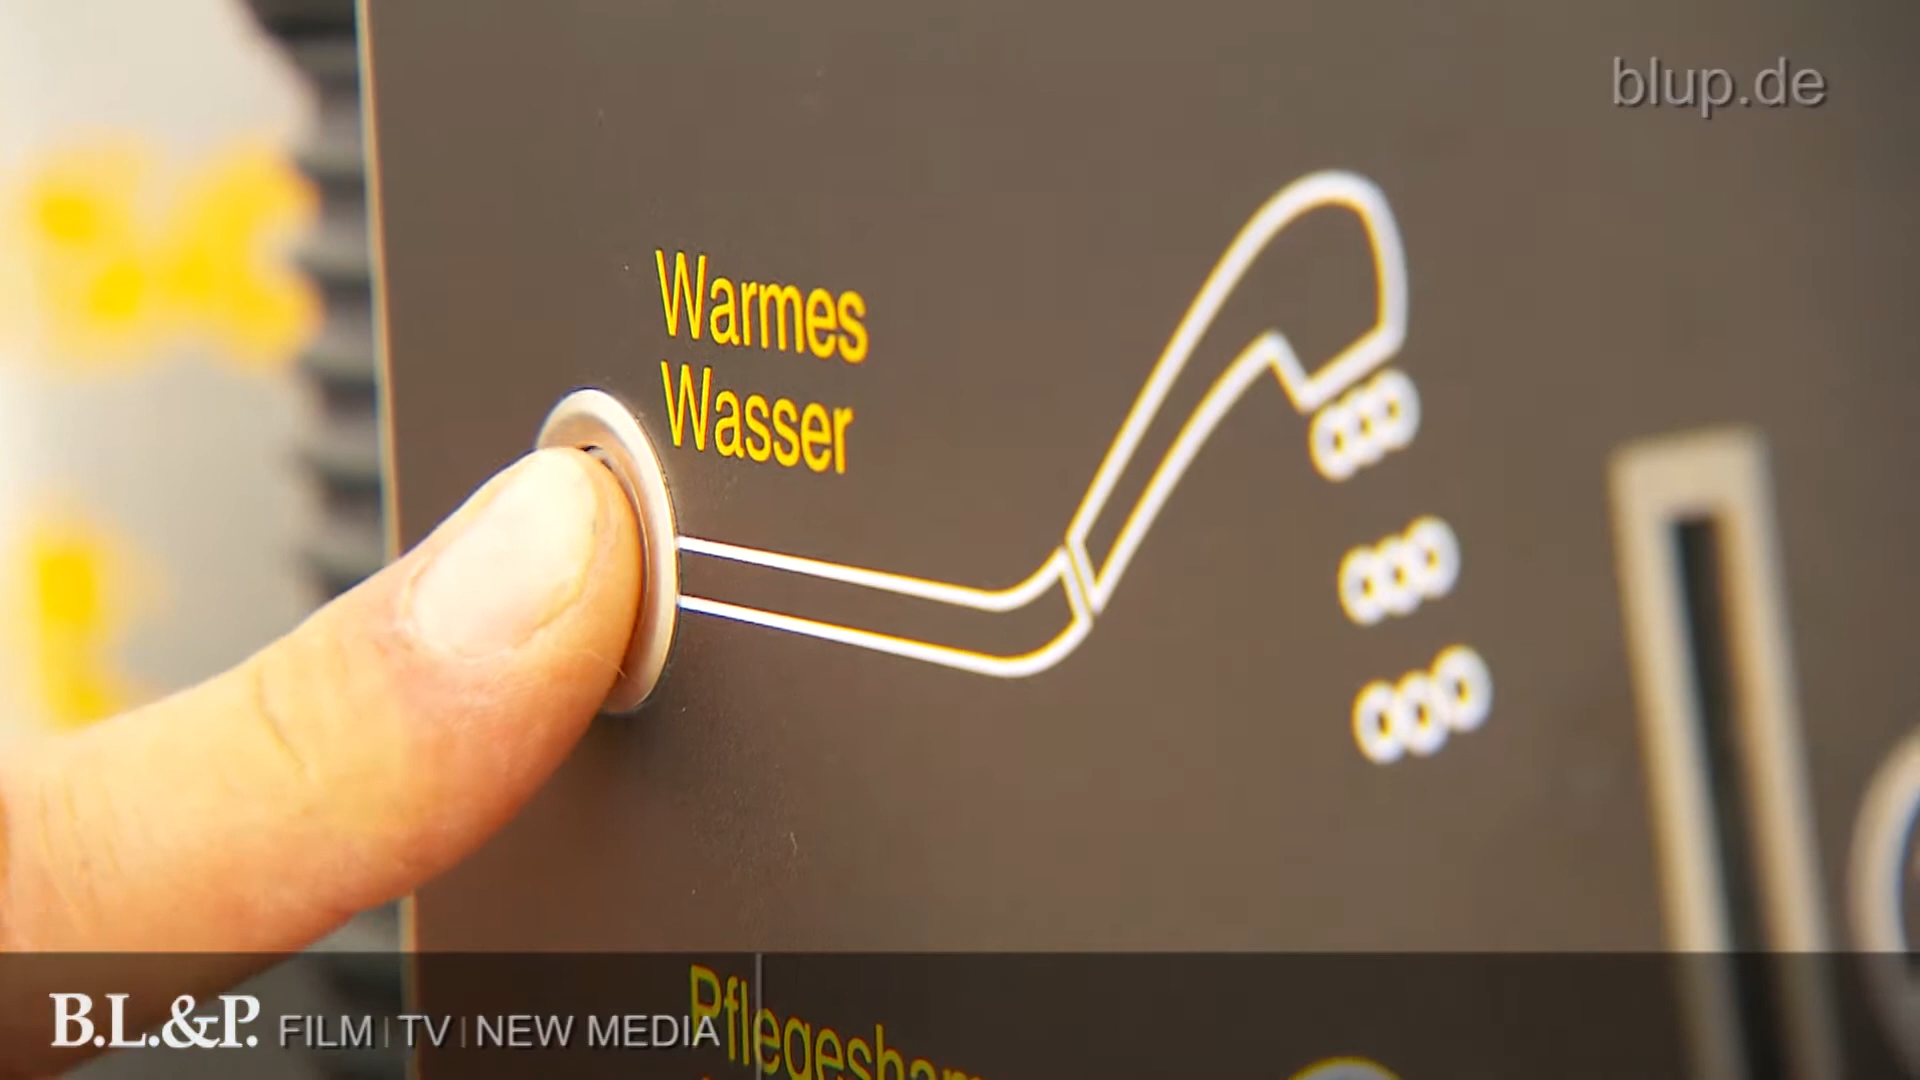 blup.de
Warmes
Wasser
B.L.&P. FILM | TV | NEW MEDIA